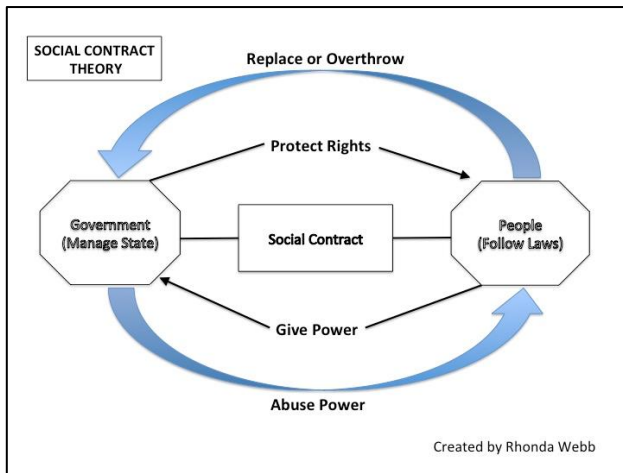 SOCIAL CONTRACT
THEORY
Replace or Overthrow
Protect Rights
Government
(Manage State)
Social Contract
People
(Follow Laws)
Give Power
Abuse Power
Created by Rhonda Webb